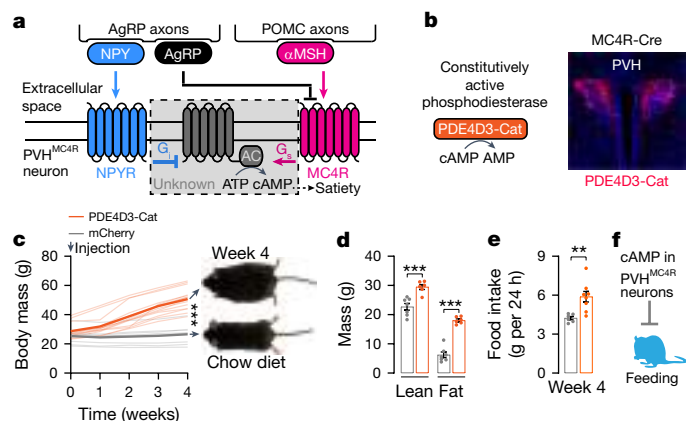 a
AgRP axons
POMC axons
NPY
AgRP
αMSH
Extracellular
space
PVHMC4R
neuron
Gi
AC
Gs
NPYR
Unknown
ATP cAMP
Satiety
MC4R
b
Constitutively
active
phosphodiesterase
PDE4D3-Cat
cAMP AMP
MC4R-Cre
PVH
PDE4D3-Cat
c
PDE4D3-Cat
mCherry
Injection
Week 4
Body mass (g)
80
60
40
20
0
0 1 2 3 4
Time (weeks)
***
Chow diet
d
Mass (g)
40
30
20
10
0
***
***
Lean Fat
e
Food intake
(g per 24 h)
9
6
3
0
**
Week 4
f
cAMP in
PVHMC4R
neurons
Feeding